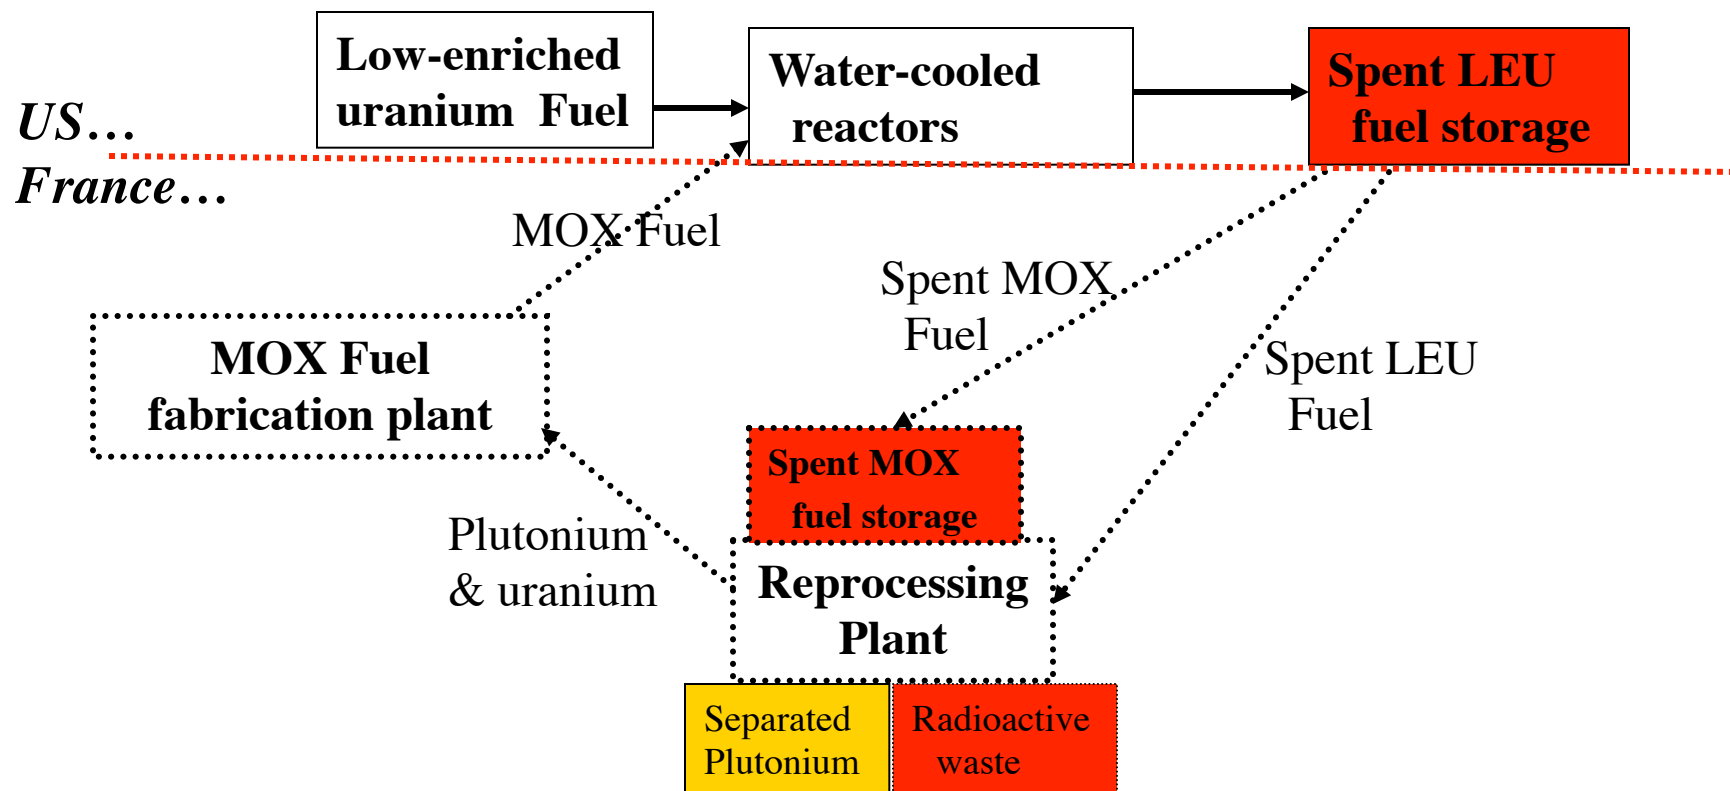 Low-enriched
uranium  Fuel
Water-cooled
reactors
Spent LEU
fuel storage
US…
France…
MOX Fuel
Spent MOX
Fuel
Spent LEU
Fuel
MOX Fuel
fabrication plant
Spent MOX
fuel storage
Plutonium
& uranium
Reprocessing
Plant
Separated
Plutonium
Radioactive
waste